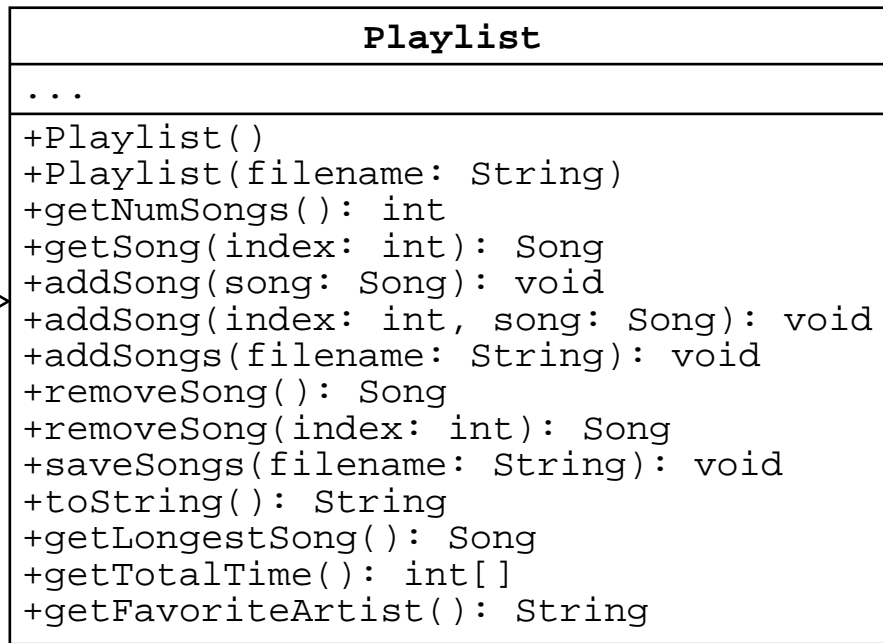 Playlist
...
+Playlist()
+Playlist(filename: String)
+getNumSongs(): int
+getSong(index: int): Song
+addSong(song: Song): void
+addSong(index: int, song: Song): void
+addSongs(filename: String): void
+removeSong(): Song
+removeSong(index: int): Song
+saveSongs(filename: String): void
+toString(): String
+getLongestSong(): Song
+getTotalTime(): int[]
+getFavoriteArtist(): String